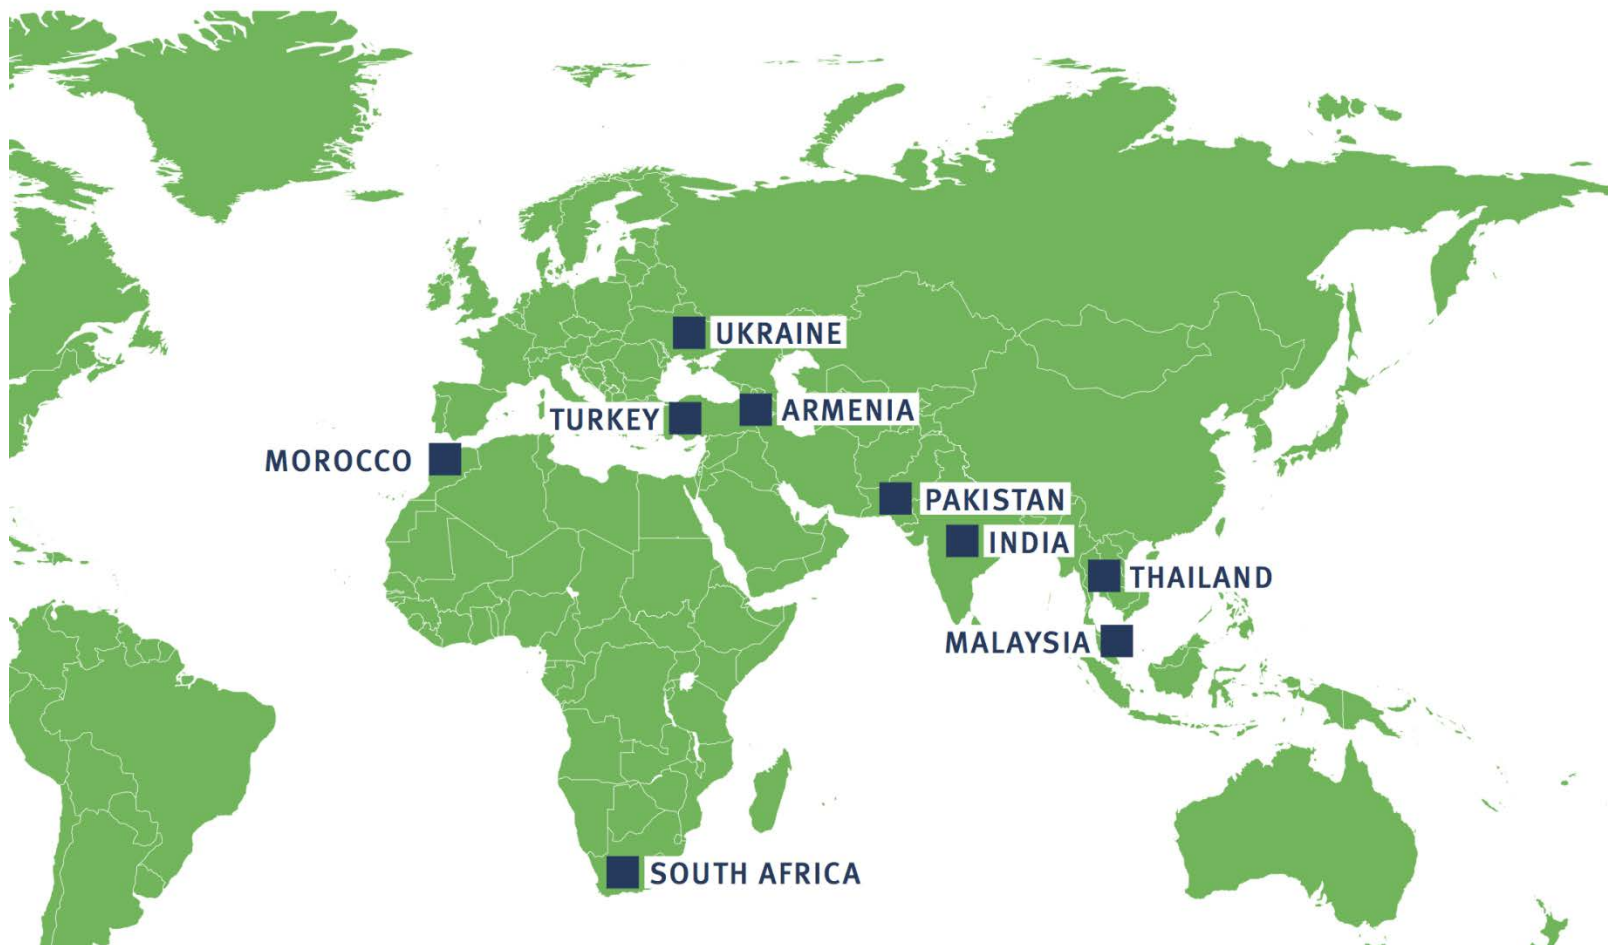 UKRAINE
ARMENIA
TURKEY
MOROCCO
PAKISTAN
INDIA
THAILAND
MALAYSIA
SOUTH AFRICA